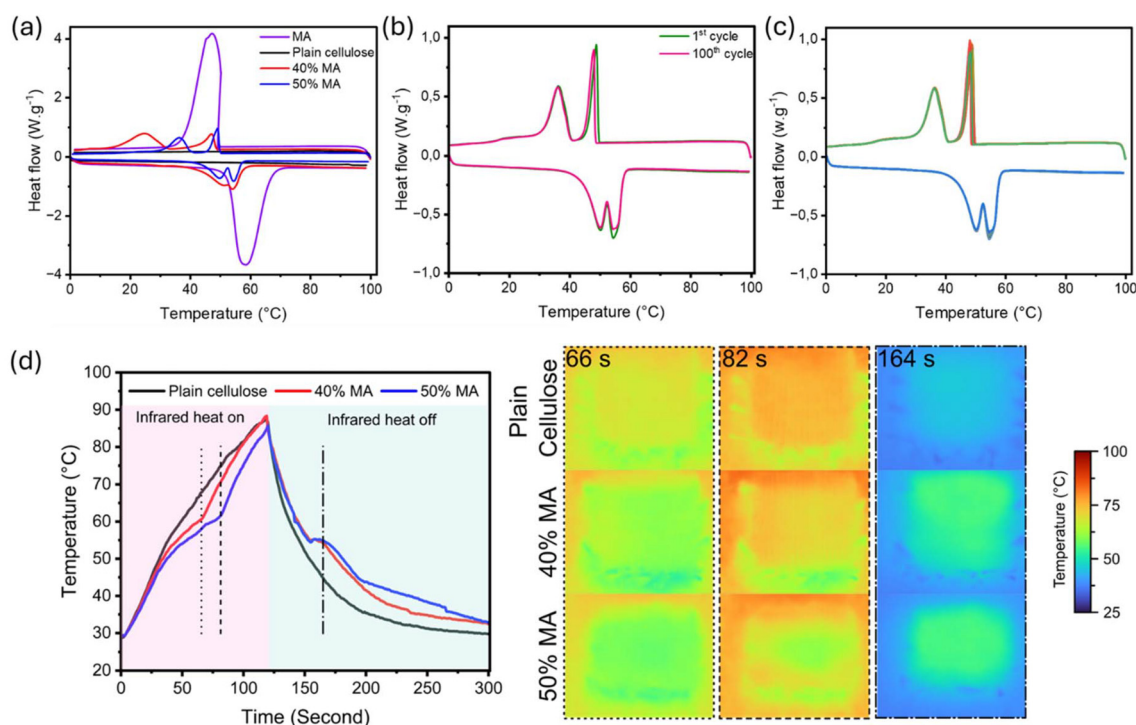 (a)
4
2
0
−2
−4
Heat flow (W.g⁻¹)
MA
Plain cellulose
40% MA
50% MA
0 20 40 60 80 100
Temperature (°C)
(b)
1,0
0,5
0,0
−0,5
−1,0
Heat flow (W.g⁻¹)
1ˢᵗ cycle
100ᵗʰ cycle
0 20 40 60 80 100
Temperature (°C)
(c)
1,0
0,5
0,0
−0,5
−1,0
Heat flow (W.g⁻¹)
0 20 40 60 80 100
Temperature (°C)
(d)
100
90
80
70
60
50
40
30
20
Temperature (°C)
Plain cellulose 40% MA 50% MA
Infrared heat on Infrared heat off
0 50 100 150 200 250 300
Time (Second)
66 s 82 s 164 s
Plain
Cellulose
40% MA
50% MA
100
75
50
25
Temperature (°C)